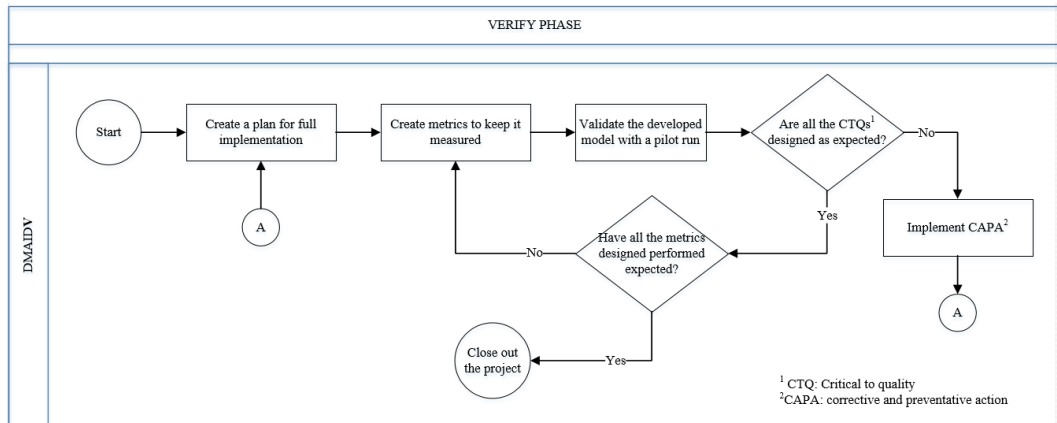 VERIFY PHASE
DMAIDV
Start
Create a plan for full
implementation
Create metrics to keep it
measured
Validate the developed
model with a pilot run
Are all the CTQs¹
designed as expected?
No
Yes
Implement CAPA²
A
A
Have all the metrics
designed performed
expected?
No
Yes
Close out
the project
¹ CTQ: Critical to quality
²CAPA: corrective and preventative action